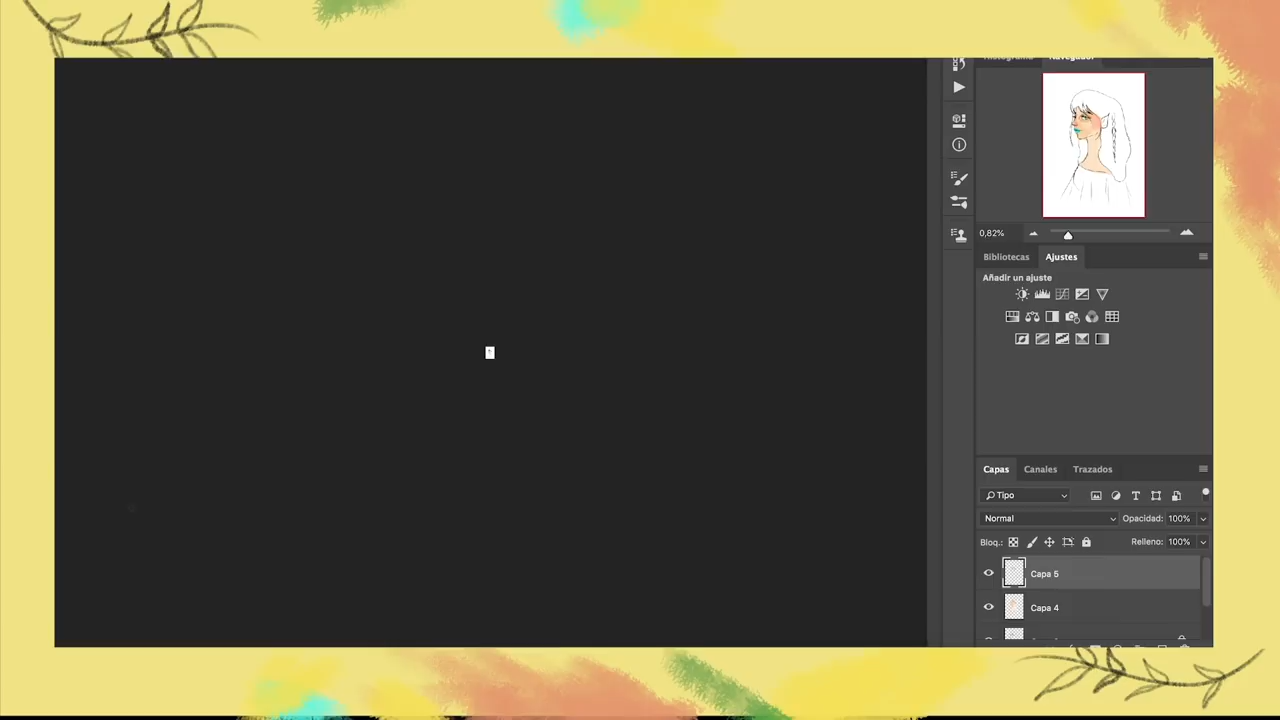 Histograma Navegador
0,82%
Bibliotecas Ajustes
Añadir un ajuste
Capas Canales Trazados
Tipo
Normal Opacidad: 100%
Bloq.: Relleno: 100%
Capa 5
Capa 4